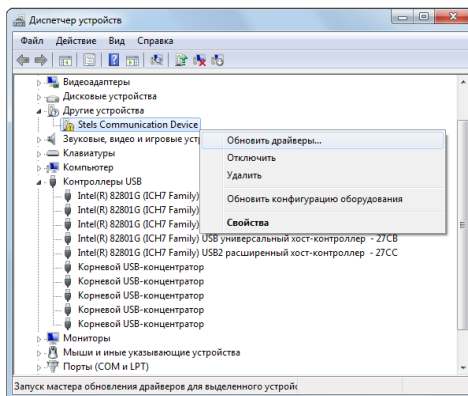 Диспетчер устройств
Файл Действие Вид Справка
Видеоадаптеры
Дисковые устройства
Другие устройства
Stels Communication Device
Звуковые, видео и игровые уст
Клавиатуры
Компьютер
Контроллеры USB
Intel(R) 82801G (ICH7 Family)
Intel(R) 82801G (ICH7 Family)
Intel(R) 82801G (ICH7 Family)
Intel(R) 82801G (ICH7 Family) USB универсальный хост-контроллер - 27CB
Intel(R) 82801G (ICH7 Family) USB2 расширенный хост-контроллер - 27CC
Корневой USB-концентратор
Корневой USB-концентратор
Корневой USB-концентратор
Корневой USB-концентратор
Корневой USB-концентратор
Мониторы
Мыши и иные указывающие устройства
Порты (COM и LPT)
Обновить драйверы...
Отключить
Удалить
Обновить конфигурацию оборудования
Свойства
Запуск мастера обновления драйверов для выделенного устрой